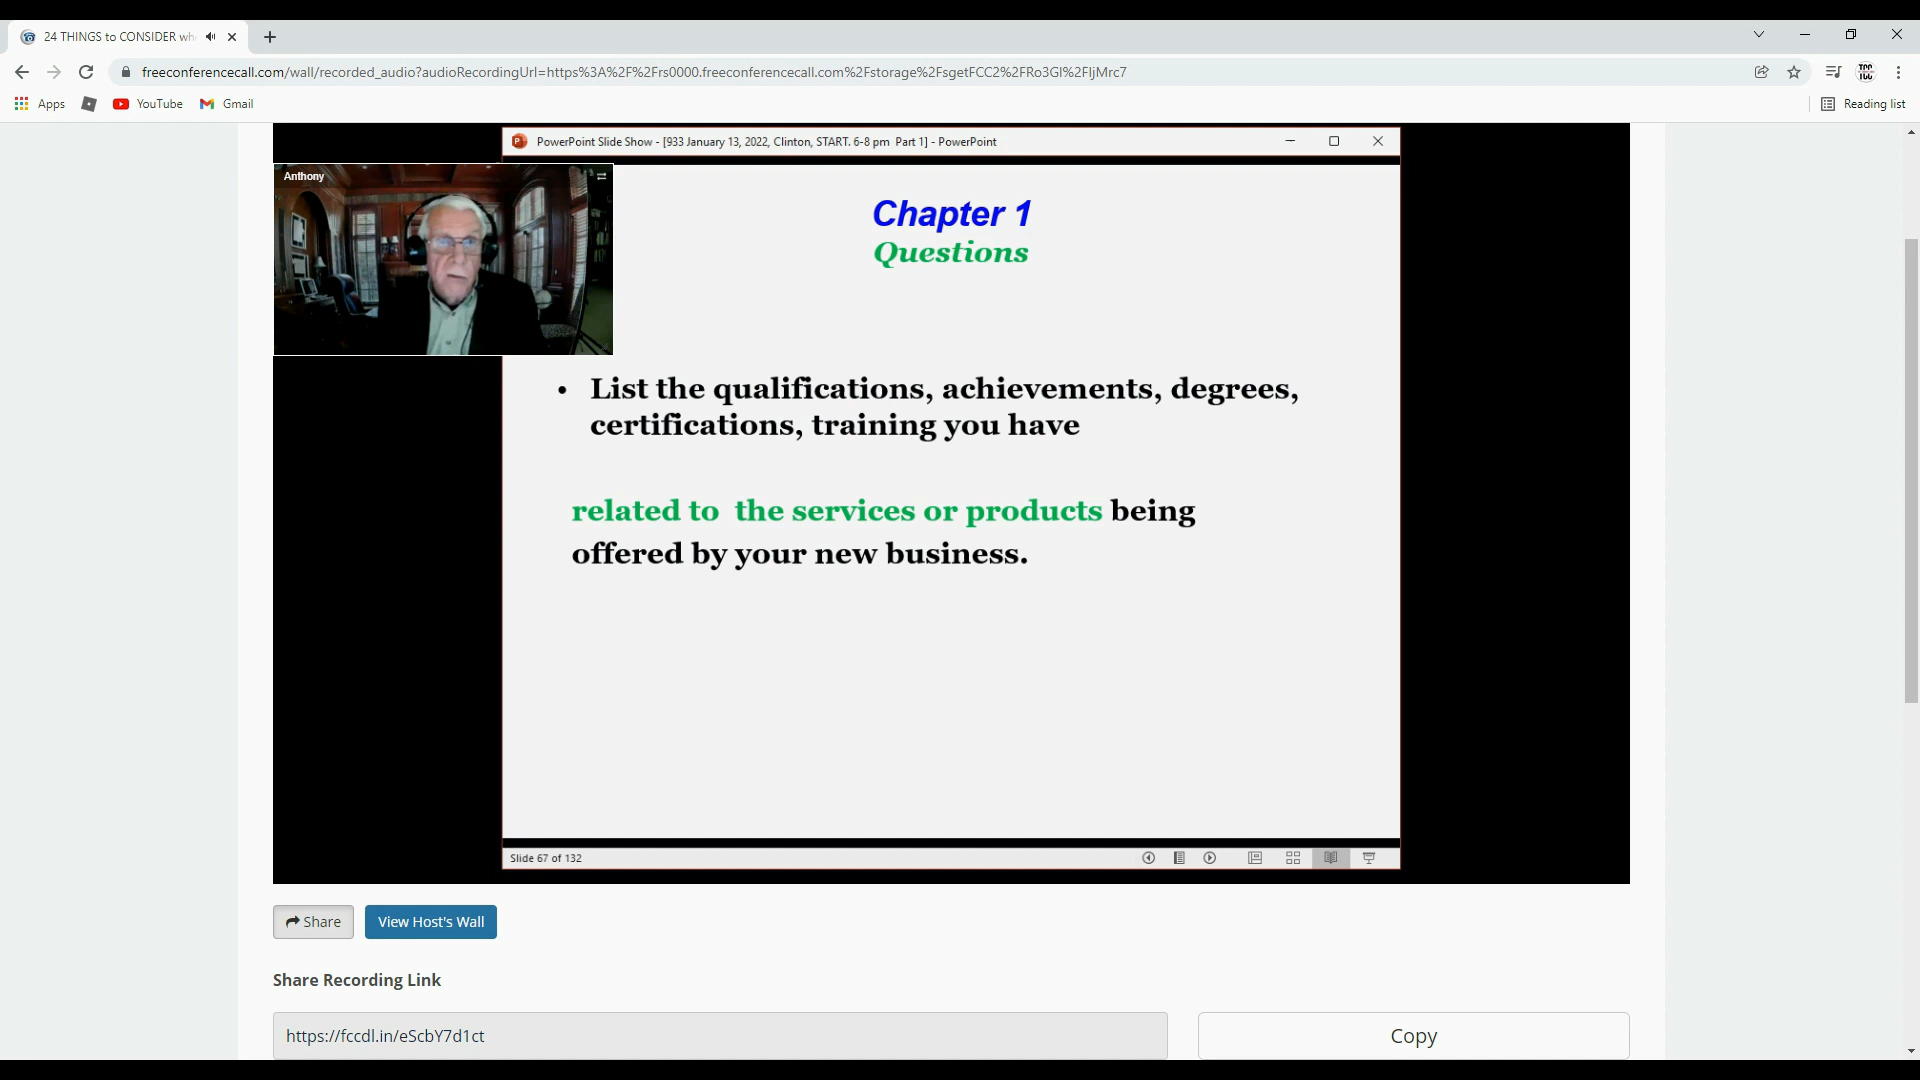 24 THINGS to CONSIDER wh
freeconferencecall.com/wall/recorded_audio?audioRecordingUrl=https%3A%2F%2Frs0000.freeconferencecall.com%2Fstorage%2FsgetFCC2%2FRo3GI%2FIjMrc7
Apps
YouTube
Gmail
Reading list
PowerPoint Slide Show - [933 January 13, 2022, Clinton, START. 6-8 pm  Part 1] - PowerPoint
Anthony
Chapter 1
Questions
• List the qualifications, achievements, degrees,
certifications, training you have
related to  the services or products being
offered by your new business.
Slide 67 of 132
Share
View Host's Wall
Share Recording Link
https://fccdl.in/eScbY7d1ct
Copy